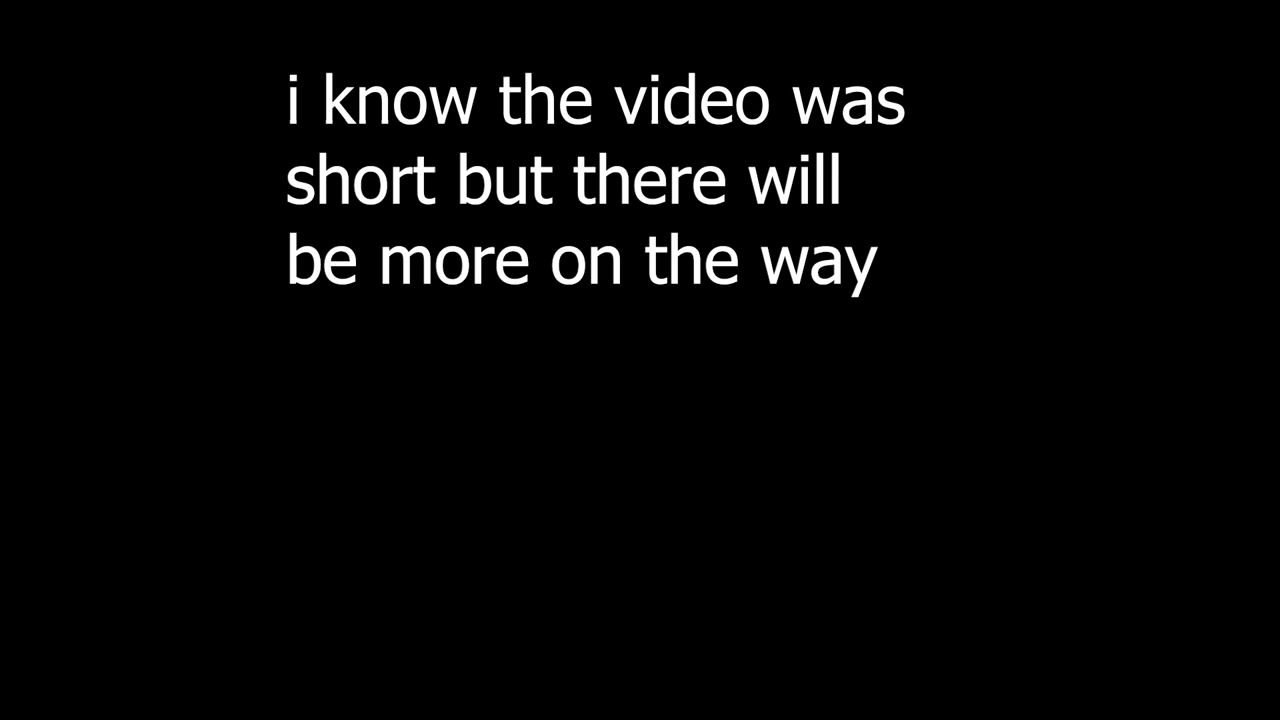 i know the video was
short but there will
be more on the way